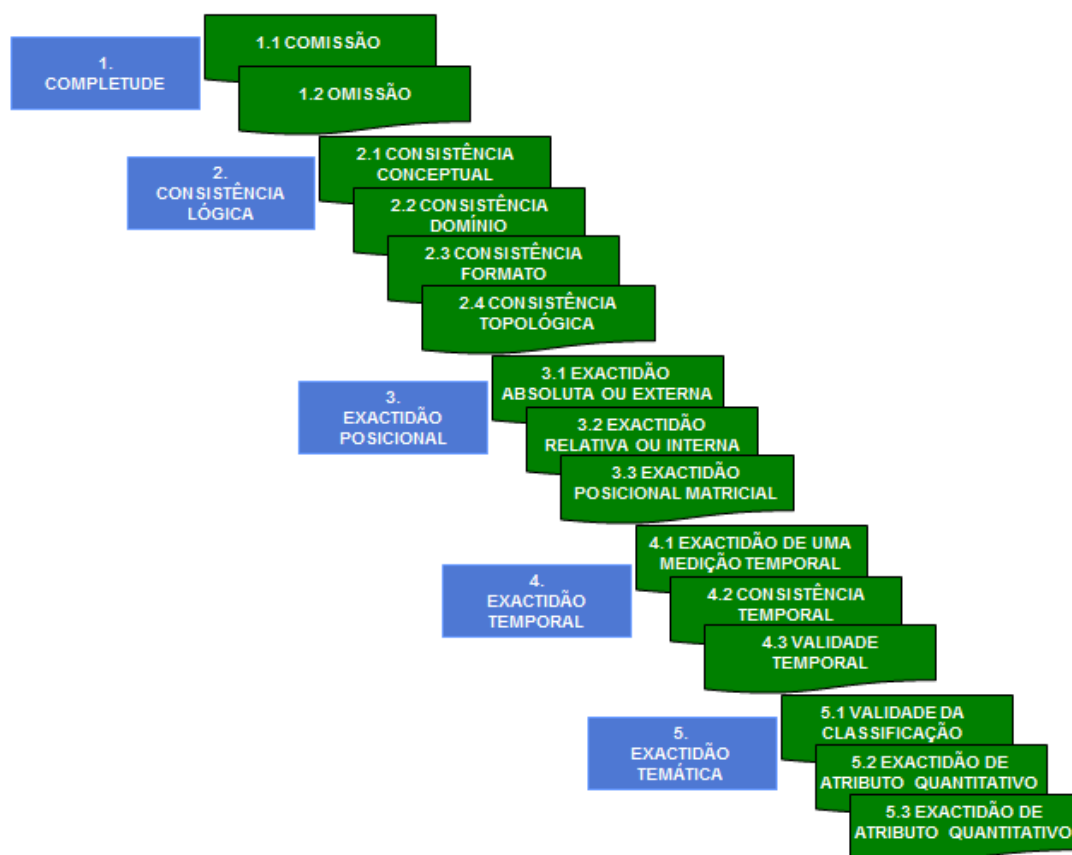 1.
COMPLETUDE
1.1 COMISSÃO
1.2 OMISSÃO
2.
CONSISTÊNCIA
LÓGICA
2.1 CONSISTÊNCIA
CONCEPTUAL
2.2 CONSISTÊNCIA
DOMÍNIO
2.3 CONSISTÊNCIA
FORMATO
2.4 CONSISTÊNCIA
TOPOLÓGICA
3.
EXACTIDÃO
POSICIONAL
3.1 EXACTIDÃO
ABSOLUTA OU EXTERNA
3.2 EXACTIDÃO
RELATIVA OU INTERNA
3.3 EXACTIDÃO
POSICIONAL MATRICIAL
4.
EXACTIDÃO
TEMPORAL
4.1 EXACTIDÃO DE UMA
MEDIÇÃO TEMPORAL
4.2 CONSISTÊNCIA
TEMPORAL
4.3 VALIDADE
TEMPORAL
5.
EXACTIDÃO
TEMÁTICA
5.1 VALIDADE DA
CLASSIFICAÇÃO
5.2 EXACTIDÃO DE
ATRIBUTO QUANTITATIVO
5.3 EXACTIDÃO DE
ATRIBUTO QUANTITATIVO